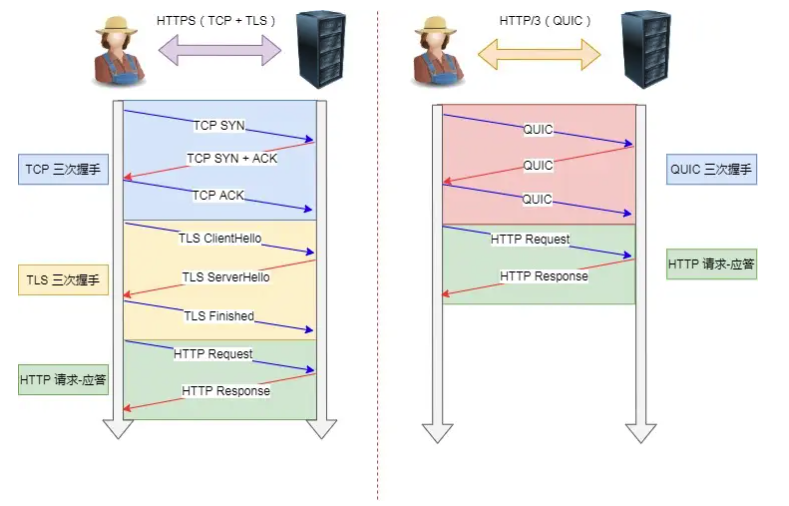 HTTPS（TCP + TLS）
TCP 三次握手
TCP SYN
TCP SYN + ACK
TCP ACK
TLS 三次握手
TLS ClientHello
TLS ServerHello
TLS Finished
HTTP 请求-应答
HTTP Request
HTTP Response
HTTP/3（QUIC）
QUIC
QUIC
QUIC
QUIC 三次握手
HTTP Request
HTTP Response
HTTP 请求-应答